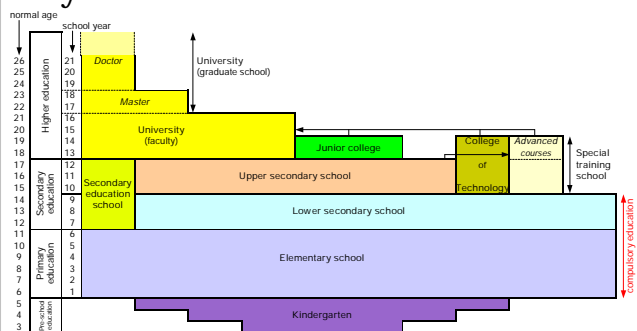 normal age
school year
26
25
24
23
22
21
20
19
18
17
16
15
14
13
12
11
10
9
8
7
6
5
4
3
Higher education
Secondary
education
Primary
education
Pre-school
education
21
20
19
18
17
16
15
14
13
12
11
10
9
8
7
6
5
4
3
2
1
Doctor
Master
University
(graduate school)
University
(faculty)
Junior college
College
of
Technology
Advanced
courses
Special
training
school
Secondary
education
school
Upper secondary school
Lower secondary school
Elementary school
Kindergarten
compulsory education